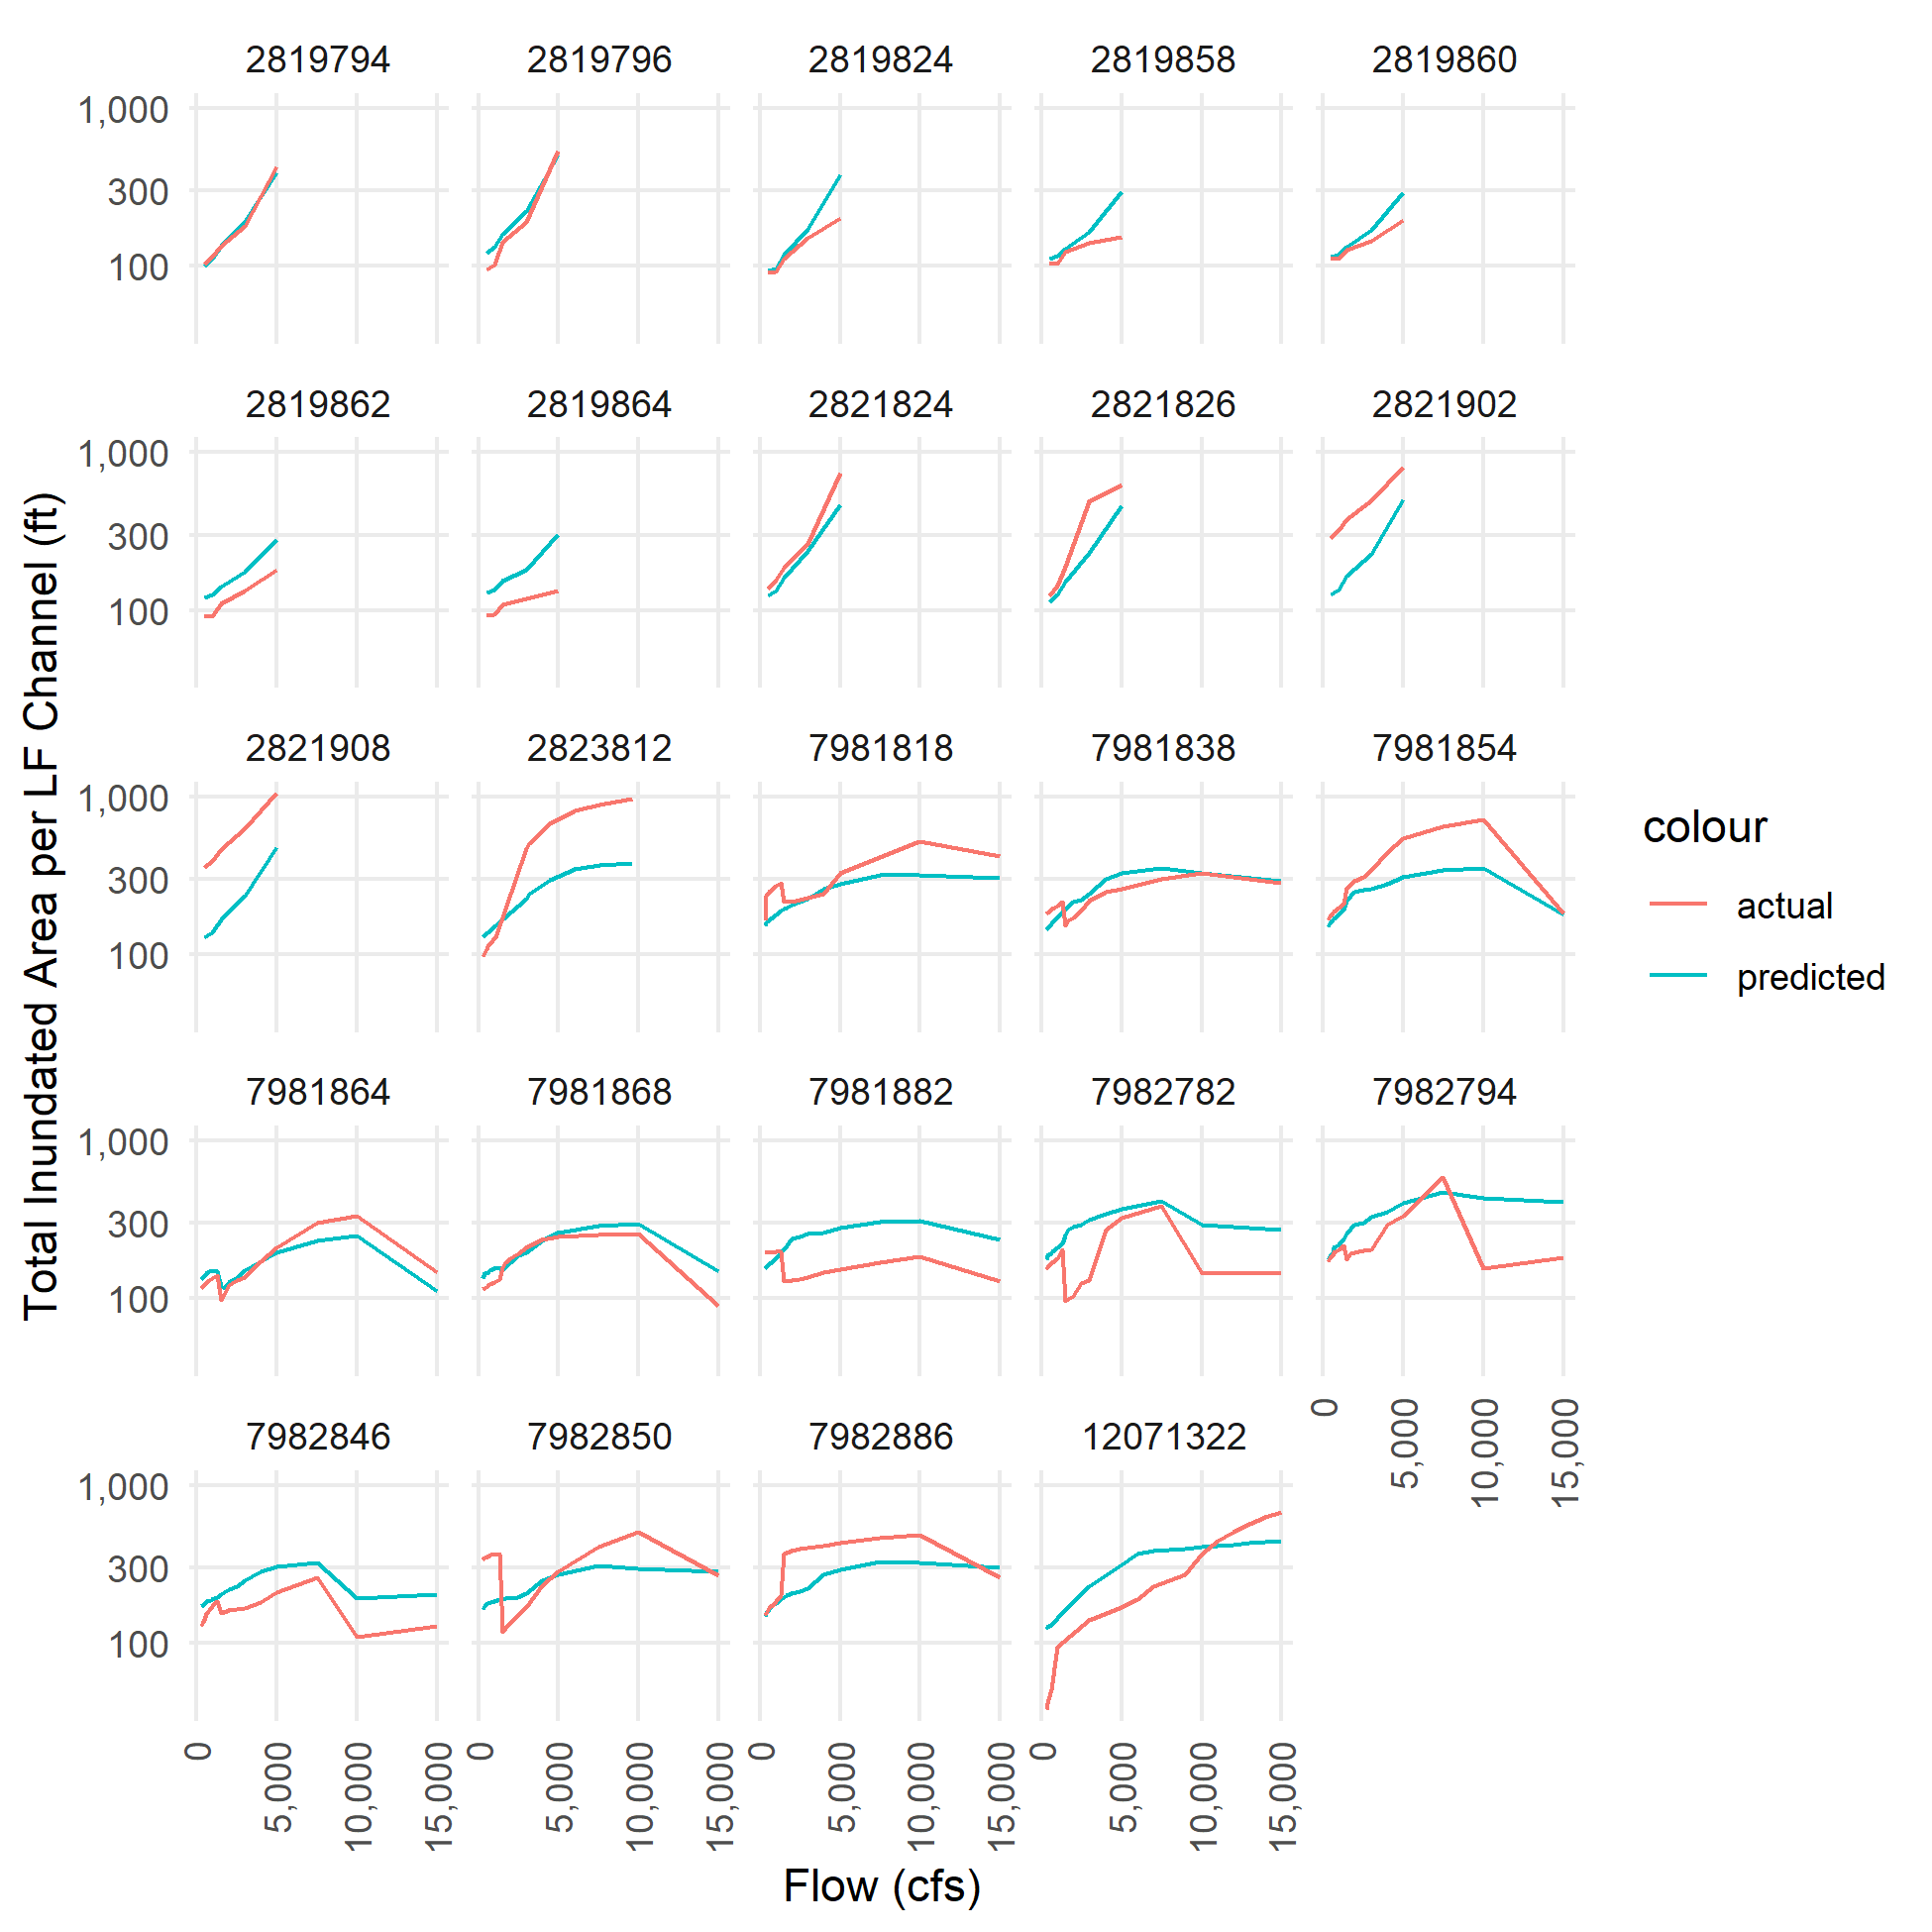 2819794 2819796 2819824 2819858 2819860
1,000
300
100
2819862 2819864 2821824 2821826 2821902
1,000
300
100
2821908 2823812 7981818 7981838 7981854
1,000
300
100
7981864 7981868 7981882 7982782 7982794
1,000
300
100
0 5,000 10,000 15,000
7982846 7982850 7982886 12071322
1,000
300
100
0 5,000 10,000 15,000 0 5,000 10,000 15,000 0 5,000 10,000 15,000 0 5,000 10,000 15,000
Flow (cfs)
Total Inundated Area per LF Channel (ft)
colour
actual
predicted